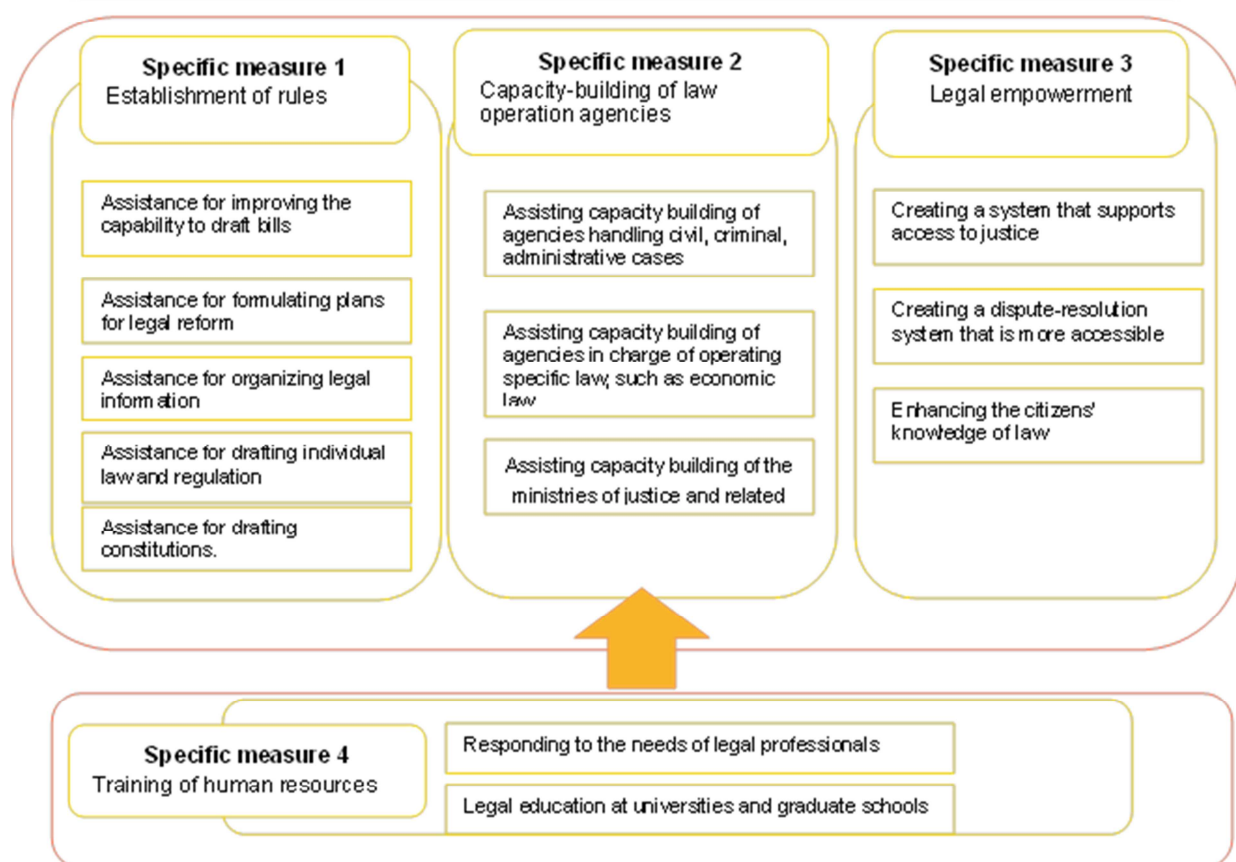 Specific measure 1
Establishment of rules
Assistance for improving the
capability to draft bills
Assistance for formulating plans
for legal reform
Assistance for organizing legal
information
Assistance for drafting individual
law and regulation
Assistance for drafting
constitutions.
Specific measure 2
Capacity-building of law
operation agencies
Assisting capacity building of
agencies handling civil, criminal,
administrative cases
Assisting capacity building of
agencies in charge of operating
specific law, such as economic
law
Assisting capacity building of the
ministries of justice and related
Specific measure 3
Legal empowerment
Creating a system that supports
access to justice
Creating a dispute-resolution
system that is more accessible
Enhancing the citizens'
knowledge of law
Specific measure 4
Training of human resources
Responding to the needs of legal professionals
Legal education at universities and graduate schools